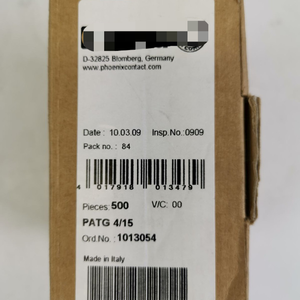 D-32825 Blomberg, Germany
www.phoenixcontact.com
Date : 10.03.09 Insp.No.:0909
Pack no. : 84
4 017918 013479
Pieces: 500 V/C: 00
PATG 4/15
Ord.No.: 1013054
Made in Italy